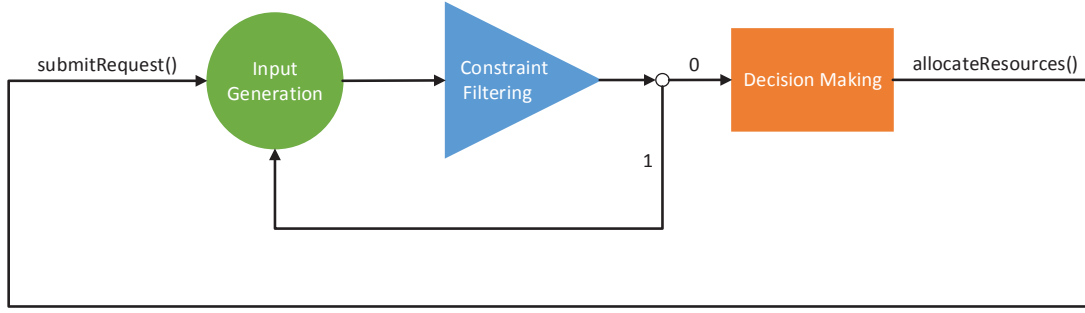 submitRequest()
Input
Generation
Constraint
Filtering
0
Decision Making
allocateResources()
1